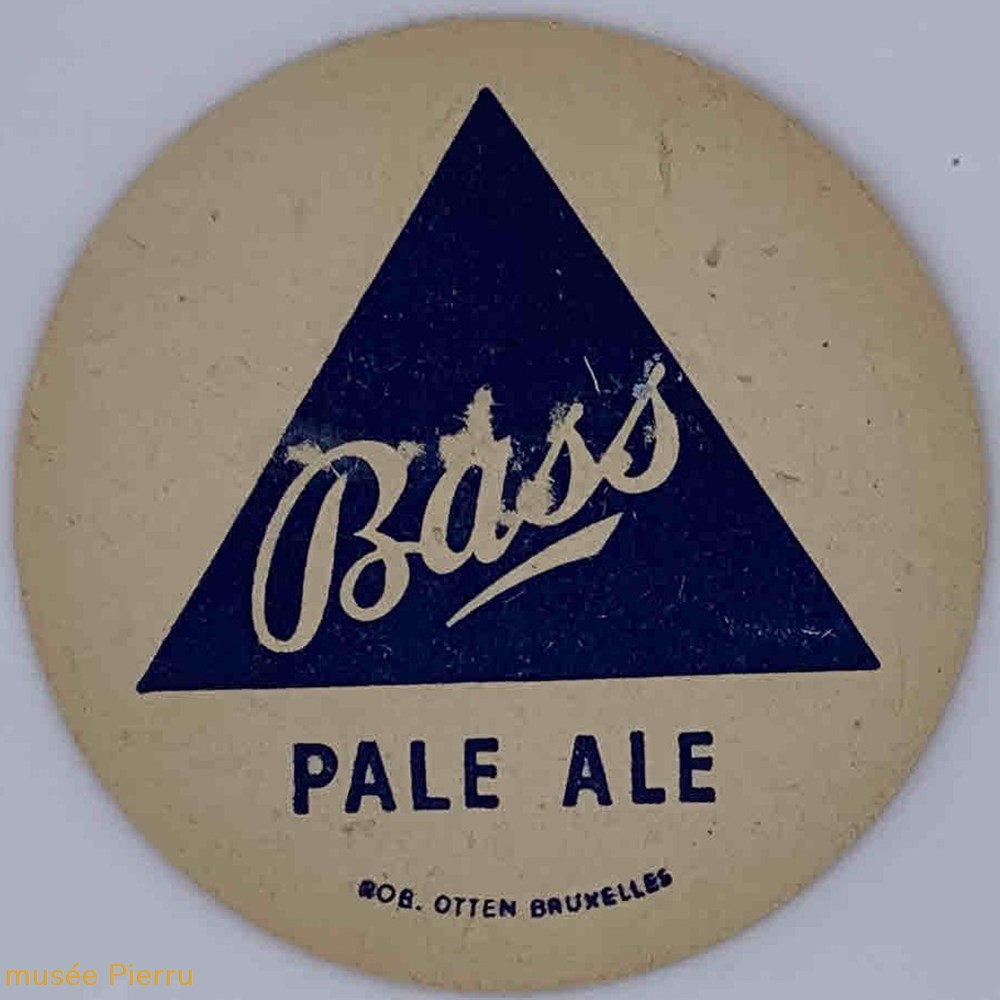 Bass
PALE ALE
ROB. OTTEN BRUXELLES
musée Pierru